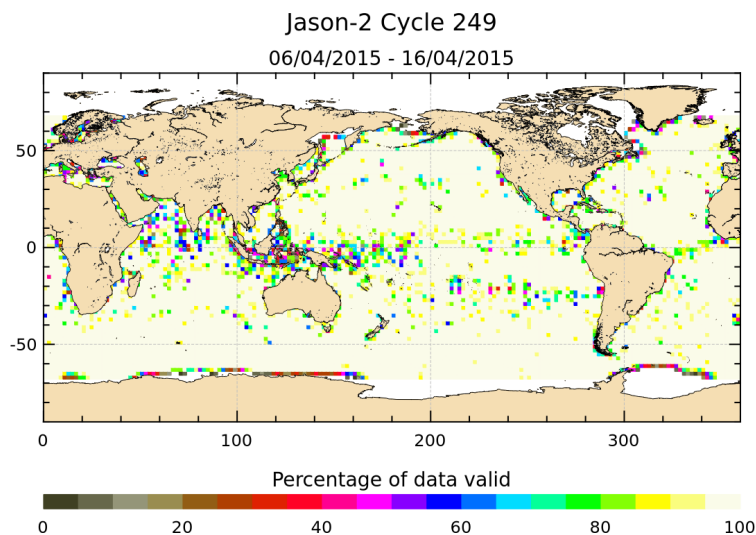 Jason-2 Cycle 249
06/04/2015 - 16/04/2015
50
0
-50
0 100 200 300
Percentage of data valid
0 20 40 60 80 100